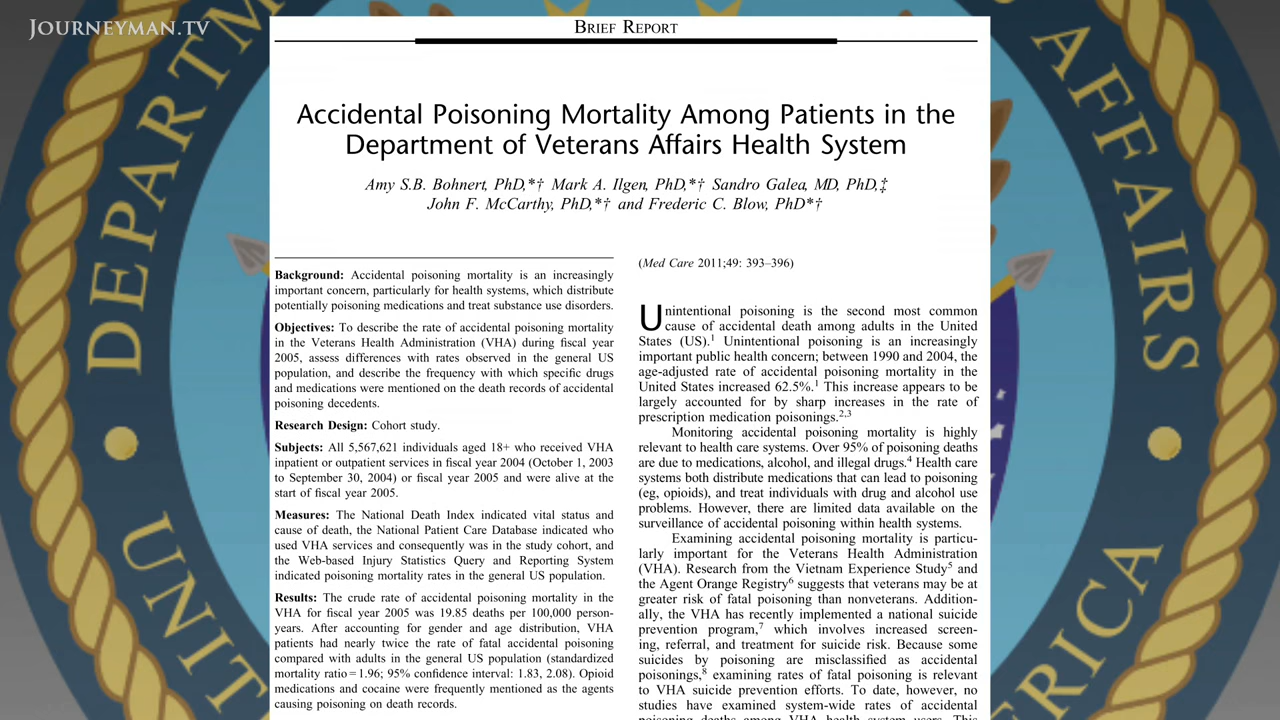 JOURNEYMAN.TV
BRIEF REPORT
Accidental Poisoning Mortality Among Patients in the
Department of Veterans Affairs Health System
Amy S.B. Bohnert, PhD,*† Mark A. Ilgen, PhD,*† Sandro Galea, MD, PhD,‡
John F. McCarthy, PhD,*† and Frederic C. Blow, PhD*†
Background: Accidental poisoning mortality is an increasingly
important concern, particularly for health systems, which distribute
potentially poisoning medications and treat substance use disorders.
Objectives: To describe the rate of accidental poisoning mortality
in the Veterans Health Administration (VHA) during fiscal year
2005, assess differences with rates observed in the general US
population, and describe the frequency with which specific drugs
and medications were mentioned on the death records of accidental
poisoning decedents.
Research Design: Cohort study.
Subjects: All 5,567,621 individuals aged 18+ who received VHA
inpatient or outpatient services in fiscal year 2004 (October 1, 2003
to September 30, 2004) or fiscal year 2005 and were alive at the
start of fiscal year 2005.
Measures: The National Death Index indicated vital status and
cause of death, the National Patient Care Database indicated who
used VHA services and consequently was in the study cohort, and
the Web-based Injury Statistics Query and Reporting System
indicated poisoning mortality rates in the general US population.
Results: The crude rate of accidental poisoning mortality in the
VHA for fiscal year 2005 was 19.85 deaths per 100,000 person-
years. After accounting for gender and age distribution, VHA
patients had nearly twice the rate of fatal accidental poisoning
compared with adults in the general US population (standardized
mortality ratio = 1.96; 95% confidence interval: 1.83, 2.08). Opioid
medications and cocaine were frequently mentioned as the agents
causing poisoning on death records.
(Med Care 2011;49: 393–396)
Unintentional poisoning is the second most common
cause of accidental death among adults in the United
States (US).1 Unintentional poisoning is an increasingly
important public health concern; between 1990 and 2004, the
age-adjusted rate of accidental poisoning mortality in the
United States increased 62.5%.1 This increase appears to be
largely accounted for by sharp increases in the rate of
prescription medication poisonings.2,3
Monitoring accidental poisoning mortality is highly
relevant to health care systems. Over 95% of poisoning deaths
are due to medications, alcohol, and illegal drugs.4 Health care
systems both distribute medications that can lead to poisoning
(eg, opioids), and treat individuals with drug and alcohol use
problems. However, there are limited data available on the
surveillance of accidental poisoning within health systems.
Examining accidental poisoning mortality is particu-
larly important for the Veterans Health Administration
(VHA). Research from the Vietnam Experience Study5 and
the Agent Orange Registry6 suggests that veterans may be at
greater risk of fatal poisoning than nonveterans. Addition-
ally, the VHA has recently implemented a national suicide
prevention program,7 which involves increased screen-
ing, referral, and treatment for suicide risk. Because some
suicides by poisoning are misclassified as accidental
poisonings,8 examining rates of fatal poisoning is relevant
to VHA suicide prevention efforts. To date, however, no
studies have examined system-wide rates of accidental
poisoning deaths among VHA health system users. This
DEPARTM
AFFAIRS
UNIT
ERICA